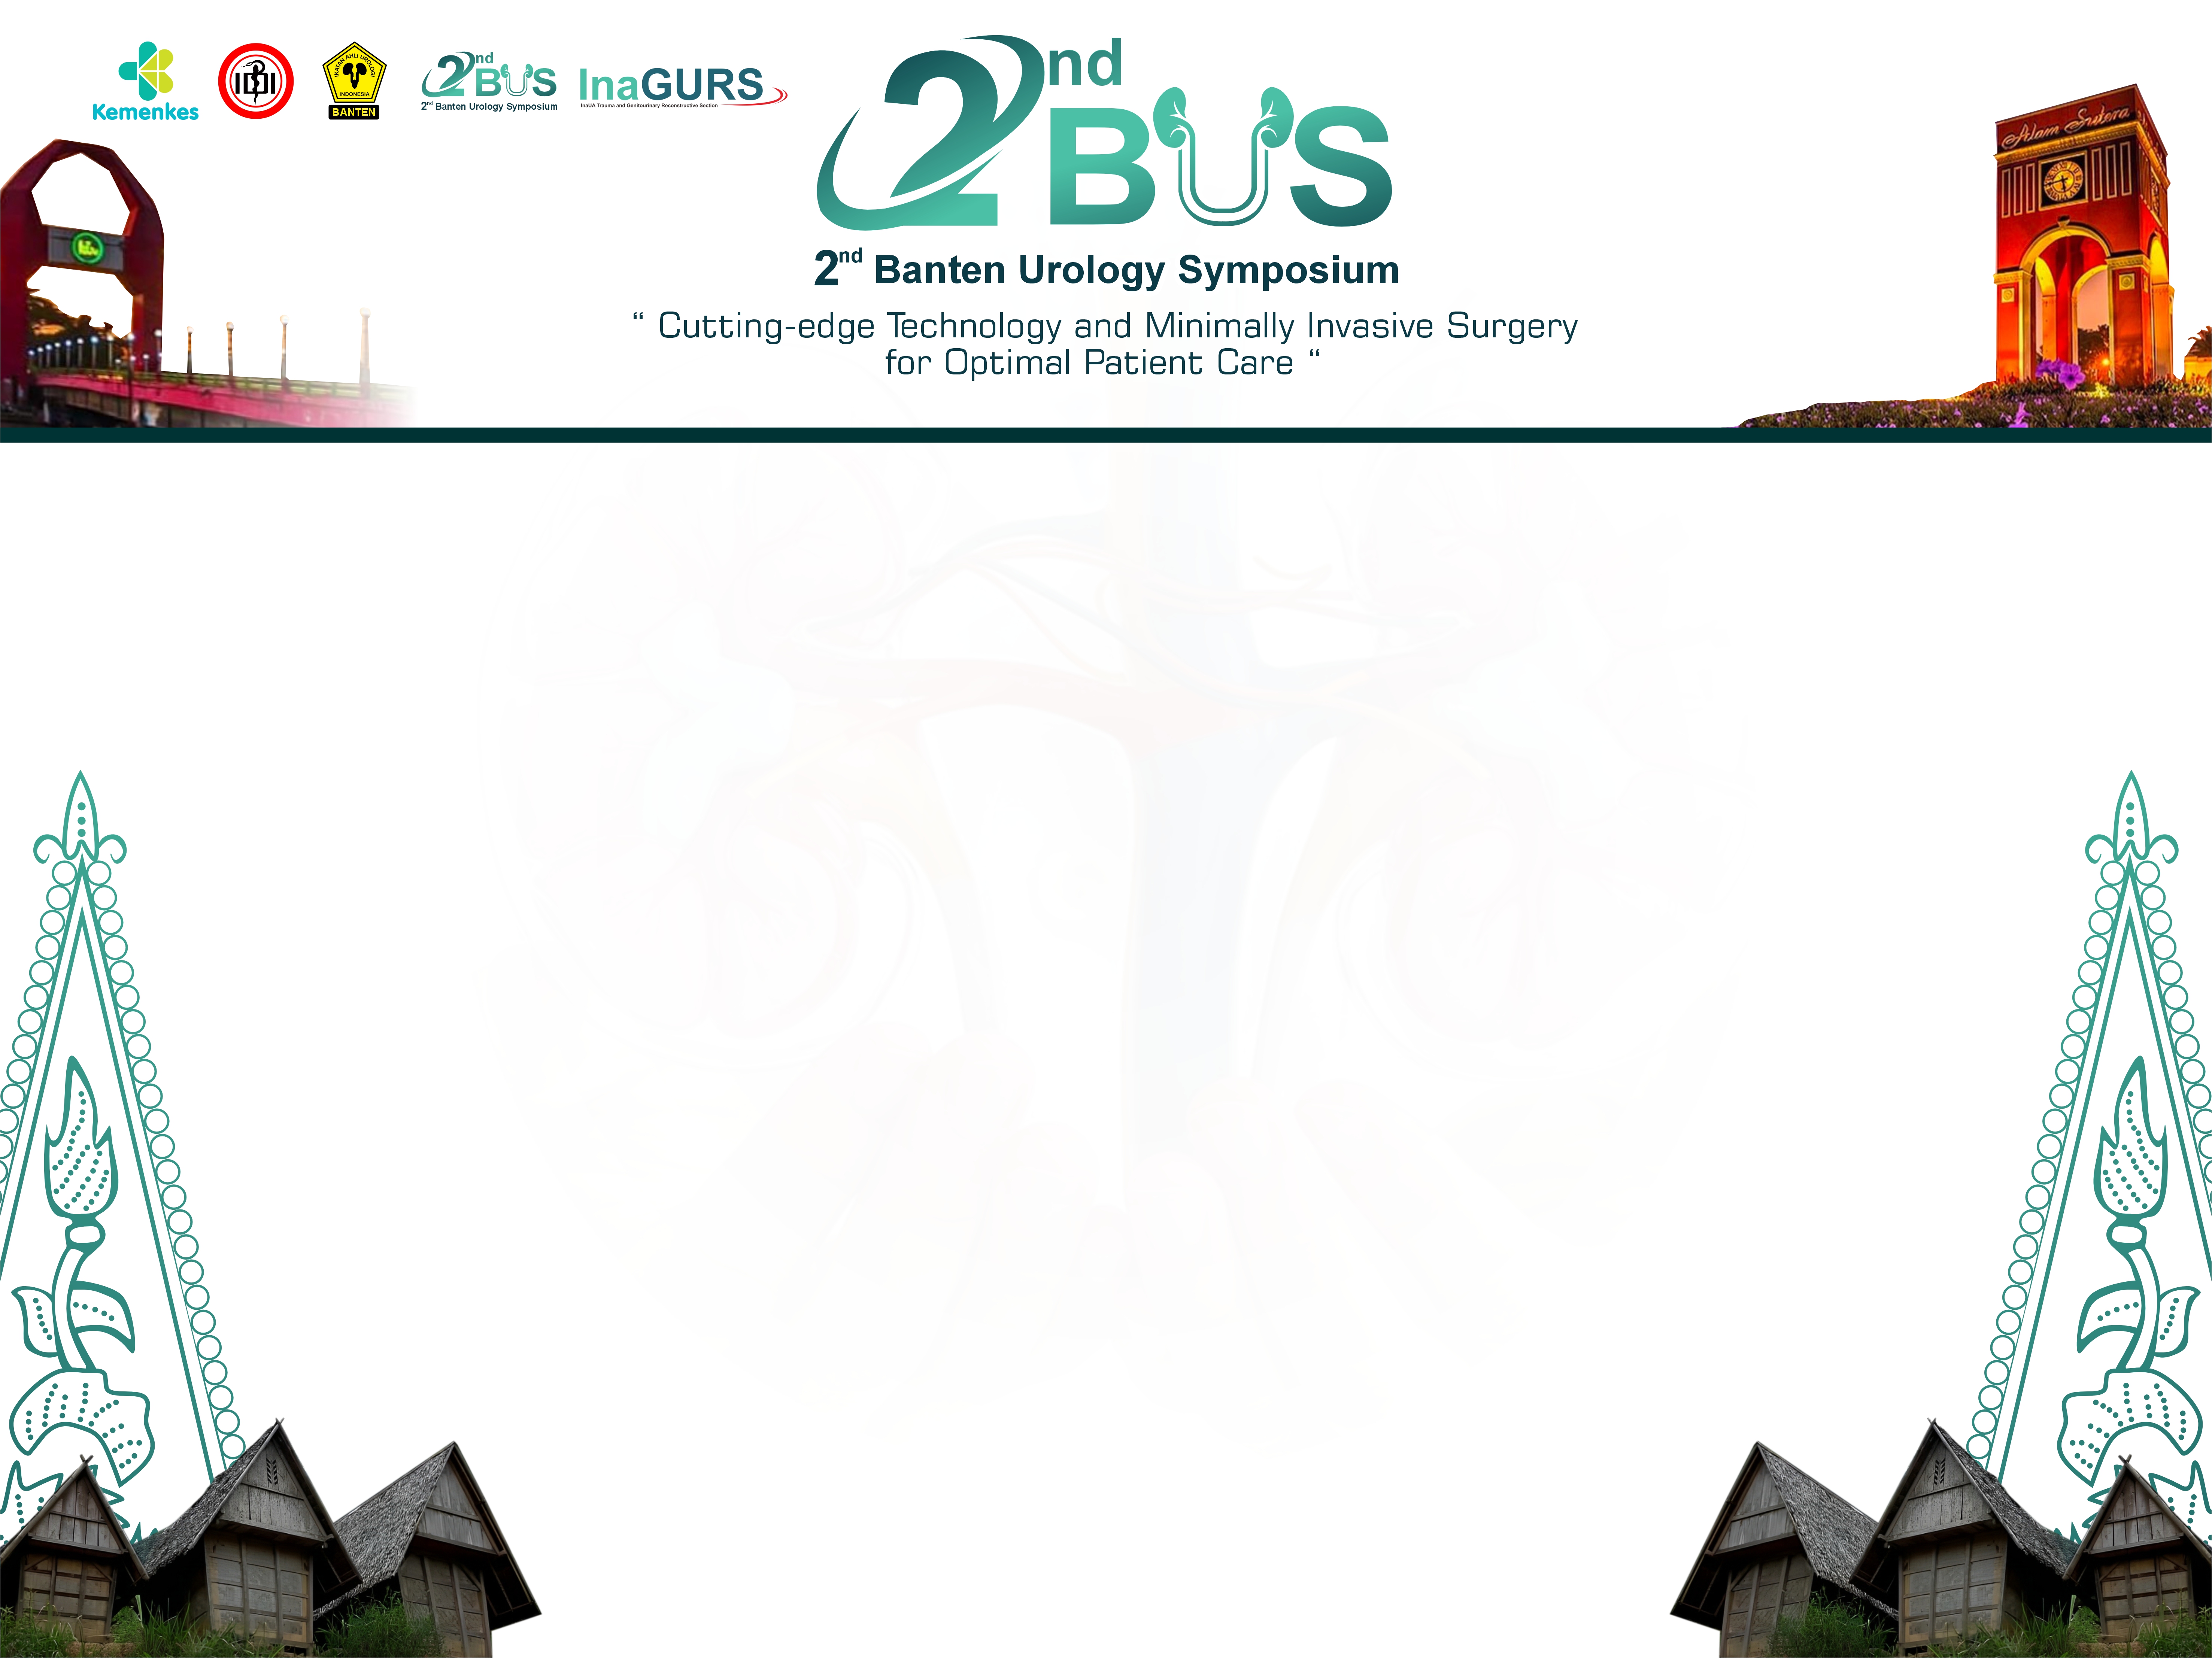 Kemenkes
IDI
IKATAN AHLI UROLOGI
INDONESIA
BANTEN
2nd
BUS
2nd Banten Urology Symposium
InaGURS
InaUA Trauma and Genitourinary Reconstructive Section
2nd
BUS
2nd Banten Urology Symposium
“ Cutting-edge Technology and Minimally Invasive Surgery
for Optimal Patient Care “
Alam Sutera